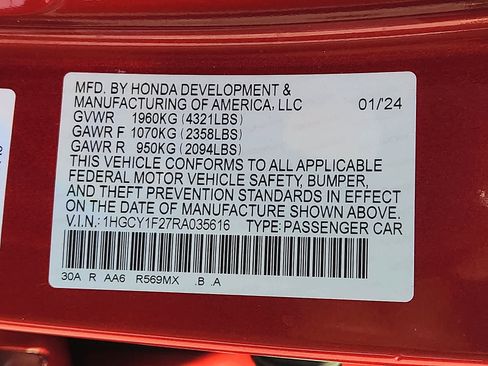 MFD. BY HONDA DEVELOPMENT &
MANUFACTURING OF AMERICA, LLC 01/24
GVWR 1960KG (4321LBS)
GAWR F 1070KG (2358LBS)
GAWR R 950KG (2094LBS)
THIS VEHICLE CONFORMS TO ALL APPLICABLE
FEDERAL MOTOR VEHICLE SAFETY, BUMPER,
AND THEFT PREVENTION STANDARDS IN EFFECT
ON THE DATE OF MANUFACTURE SHOWN ABOVE.
V.I.N: 1HGCY1F27RA035616 TYPE: PASSENGER CAR
30A R AA6 R569MX .B .A